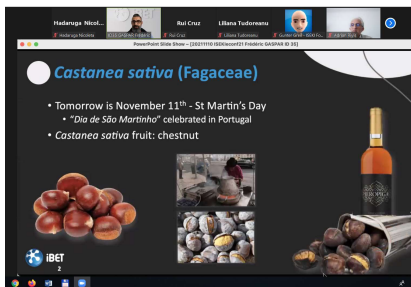 Hadaruga Nicol...
Rui Cruz
Liliana Tudoreanu
Hadaruga Nicoleta
Rui Cruz
Liliana Tudoreanu
PowerPoint Slide Show - [20211110 ISEKIconf21 Frédéric GASPAR ID 35]
Castanea sativa (Fagaceae)
• Tomorrow is November 11th - St Martin's Day
• "Dia de São Martinho" celebrated in Portugal
• Castanea sativa fruit: chestnut
iBET
2